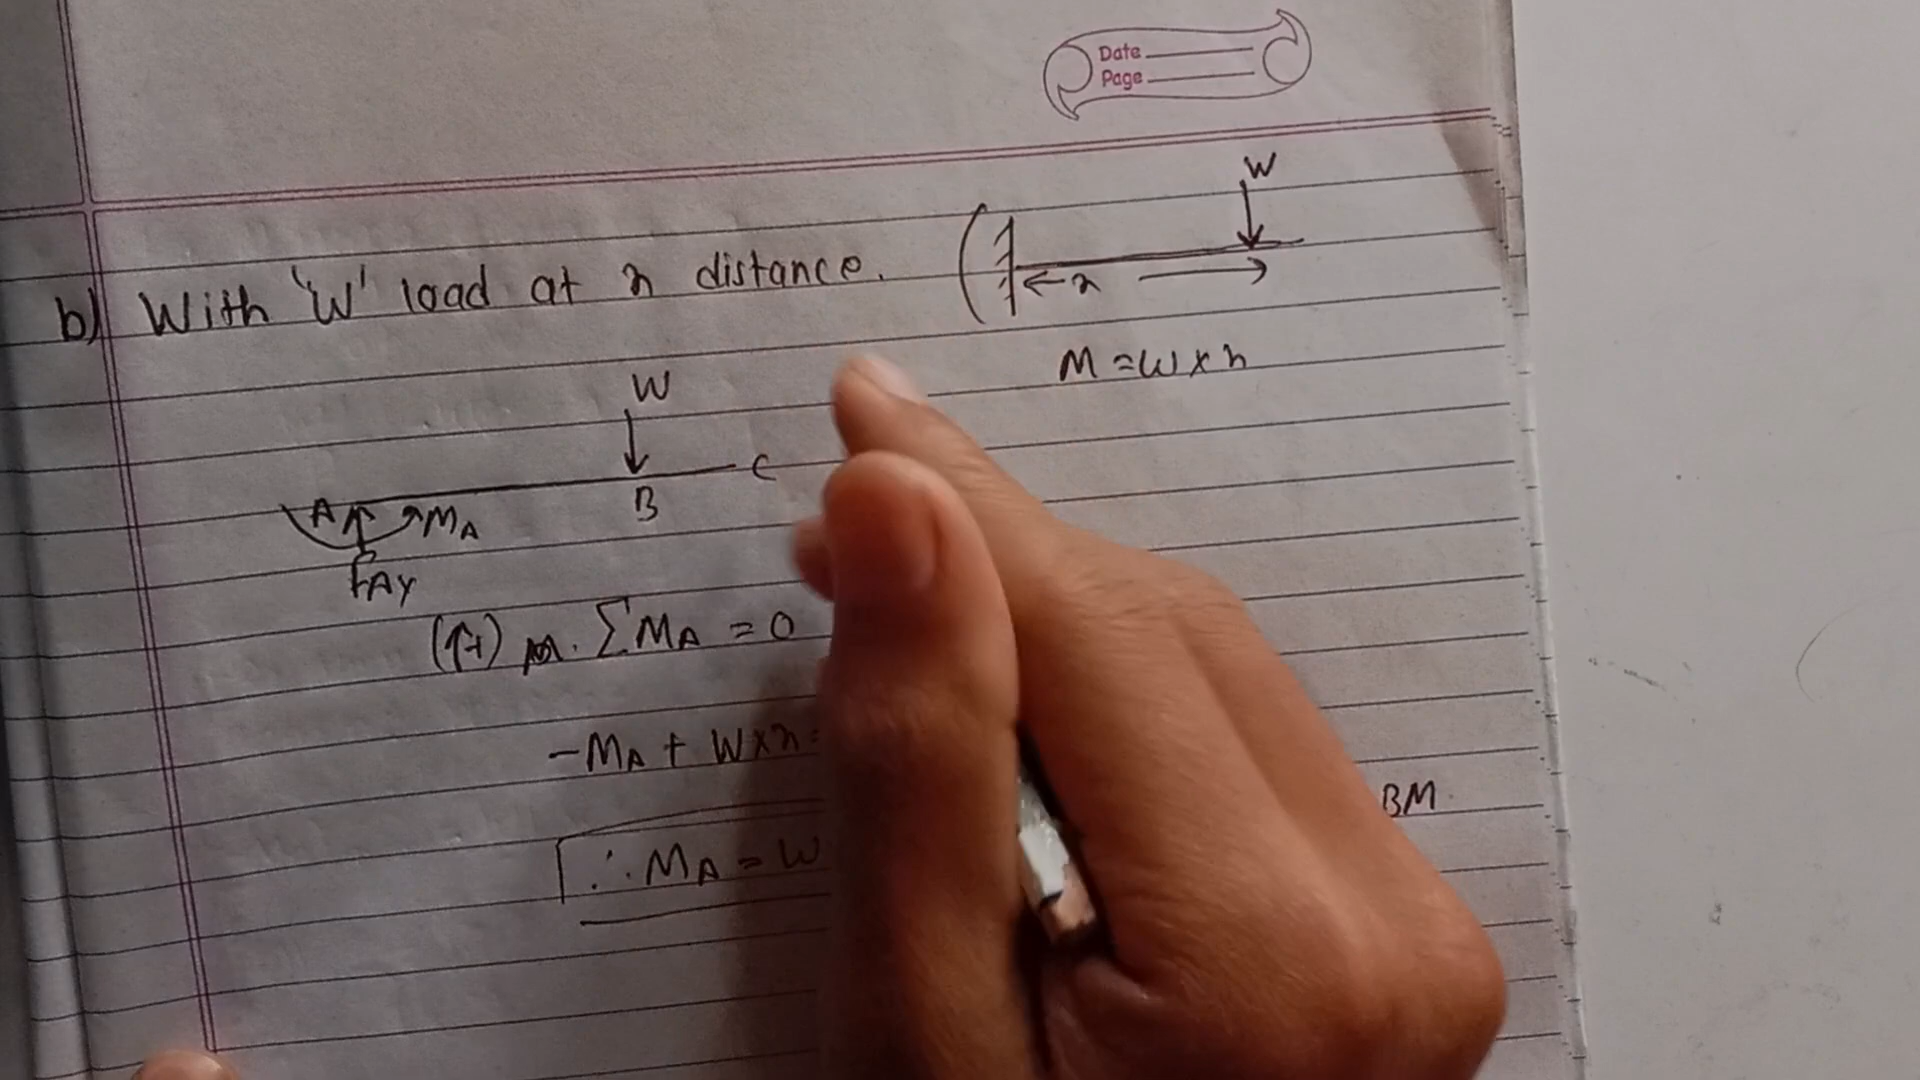 Date
Page
W
b) With 'W' load at x distance.
← x →
M = W × x
W
A MA B C
FAY
ΣMA = 0
-MA + W×x =
BM
∴ MA = W